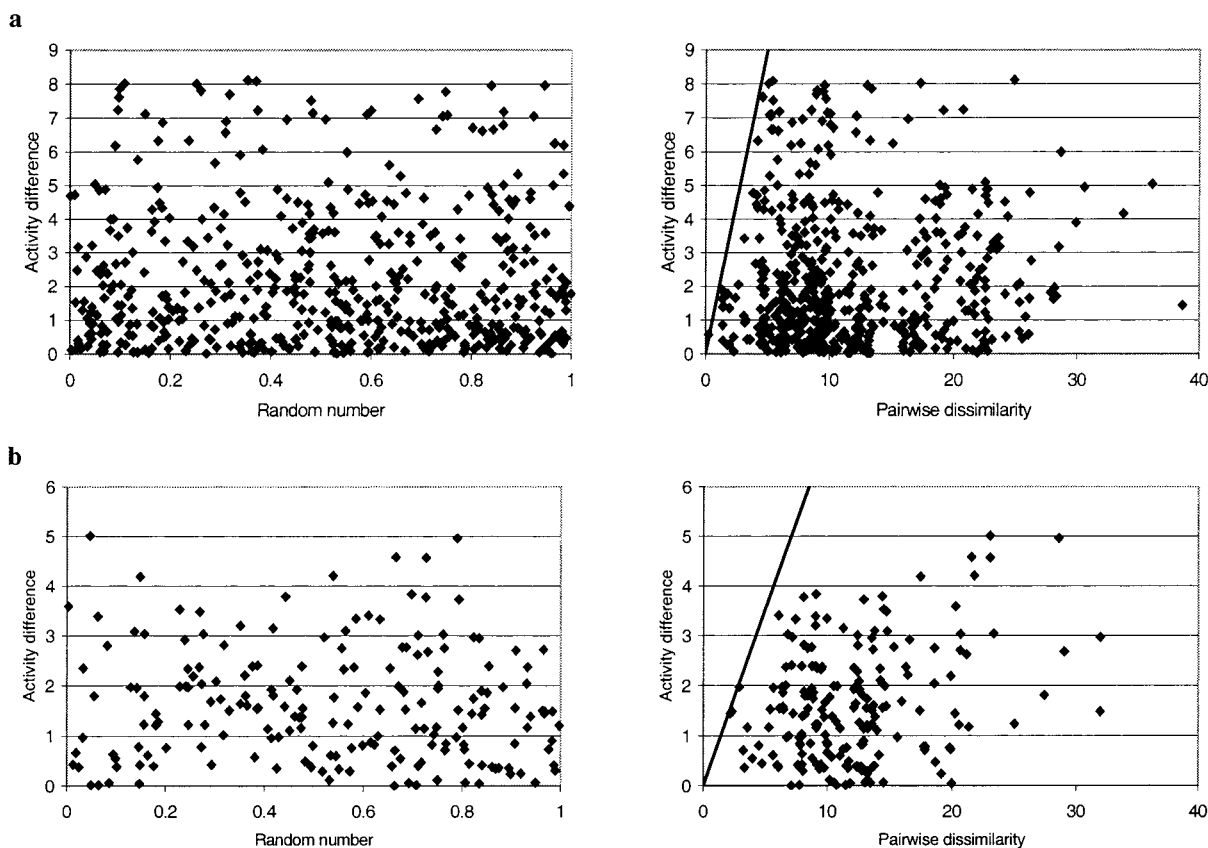 a
9
8
7
6
5
4
3
2
1
0
Activity difference
0 0.2 0.4 0.6 0.8 1
Random number
9
8
7
6
5
4
3
2
1
0
Activity difference
0 10 20 30 40
Pairwise dissimilarity
b
6
5
4
3
2
1
0
Activity difference
0 0.2 0.4 0.6 0.8 1
Random number
6
5
4
3
2
1
0
Activity difference
0 10 20 30 40
Pairwise dissimilarity